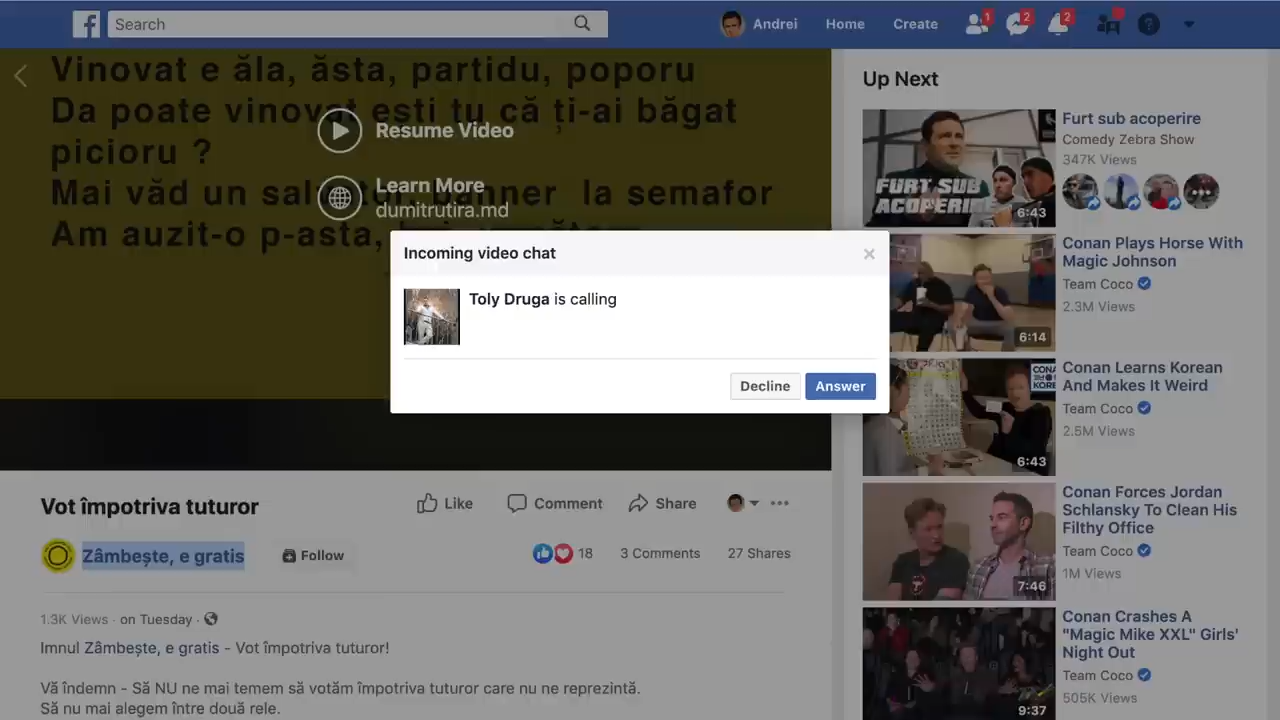 Search
Andrei
Home
Create
1
2
2
Vinovat e ăla, ăsta, partidu, poporu
Da poate vinovat ești tu că ți-ai băgat
picioru ?
Mai văd un banner la semafor
Am auzit-o p-asta,
Resume Video
Learn More
dumitrutira.md
Incoming video chat
Toly Druga is calling
Decline
Answer
Vot împotriva tuturor
Like
Comment
Share
Zâmbește, e gratis
Follow
18
3 Comments
27 Shares
1.3K Views · on Tuesday ·
Imnul Zâmbește, e gratis - Vot împotriva tuturor!
Vă îndemn - Să NU ne mai temem să votăm împotriva tuturor care nu ne reprezintă.
Să nu mai alegem între două rele.
Up Next
FURT SUB
ACOPERIRE
6:43
Furt sub acoperire
Comedy Zebra Show
347K Views
6:14
Conan Plays Horse With
Magic Johnson
Team Coco
2.3M Views
6:43
Conan Learns Korean
And Makes It Weird
Team Coco
2.5M Views
7:46
Conan Forces Jordan
Schlansky To Clean His
Filthy Office
Team Coco
1M Views
9:37
Conan Crashes A
"Magic Mike XXL" Girls'
Night Out
Team Coco
505K Views